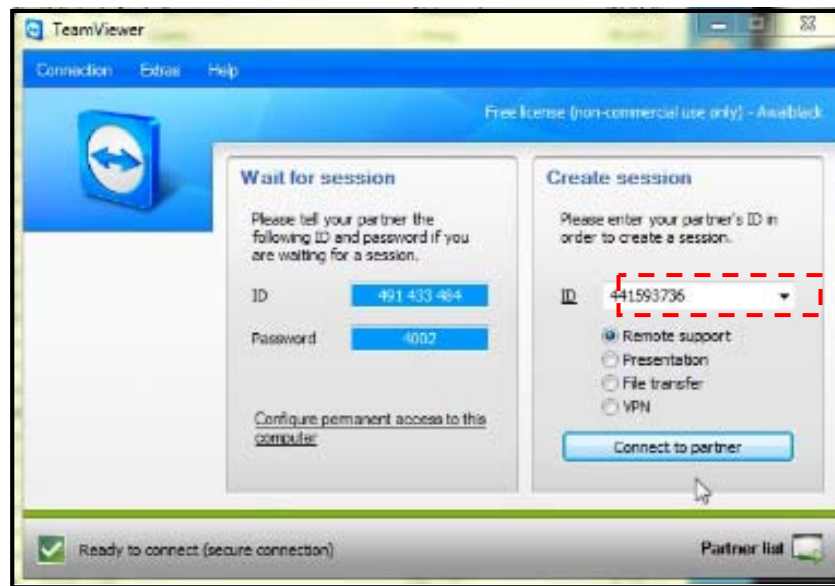 TeamViewer
Connection Extras Help
Free license (non-commercial use only) - Awalblack
Wait for session
Please tell your partner the
following ID and password if you
are waiting for a session.
ID 491 433 484
Password 4002
Configure permanent access to this
computer
Create session
Please enter your partner's ID in
order to create a session.
ID 441593736
Remote support
Presentation
File transfer
VPN
Connect to partner
Ready to connect (secure connection)
Partner list